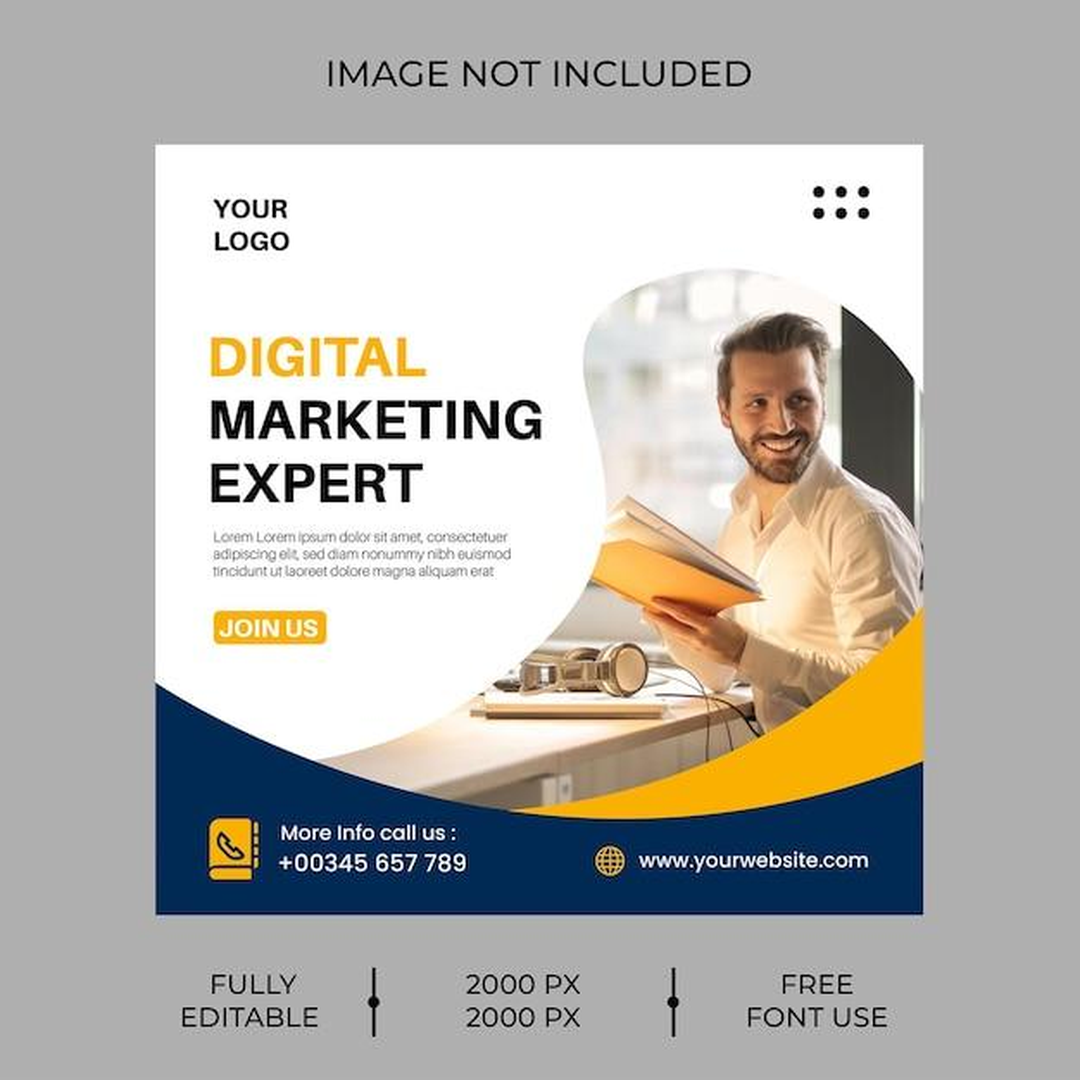 IMAGE NOT INCLUDED
YOUR
LOGO
DIGITAL
MARKETING
EXPERT
Lorem Lorem ipsum dolor sit amet, consectetuer
adipiscing elit, sed diam nonummy nibh euismod
tincidunt ut laoreet dolore magna aliquam erat
JOIN US
More Info call us :
+00345 657 789
www.yourwebsite.com
FULLY
EDITABLE
2000 PX
2000 PX
FREE
FONT USE